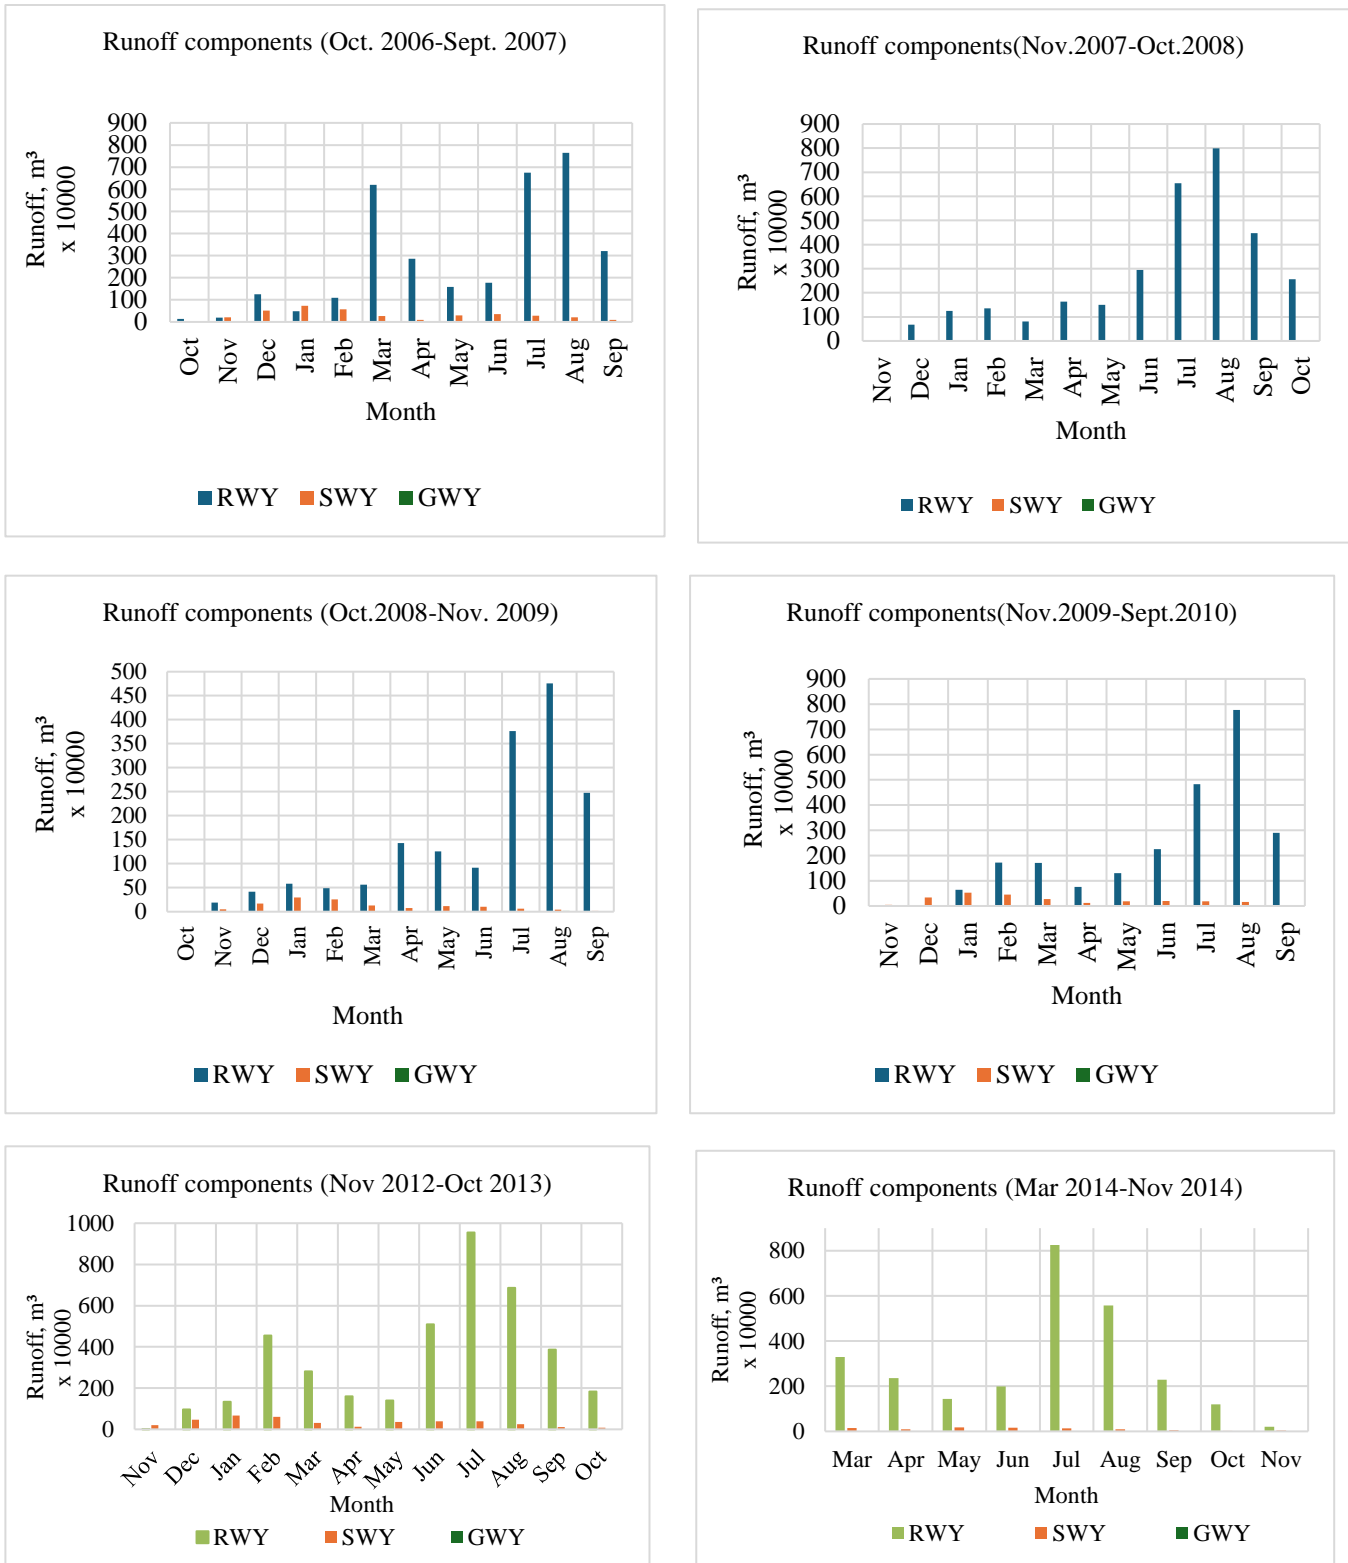 Runoff components (Oct. 2006-Sept. 2007)
Runoff, m³
x 10000
900
800
700
600
500
400
300
200
100
0
Oct
Nov
Dec
Jan
Feb
Mar
Apr
May
Jun
Jul
Aug
Sep
Month
RWY SWY GWY
Runoff components(Nov.2007-Oct.2008)
Runoff, m³
x 10000
900
800
700
600
500
400
300
200
100
0
Nov
Dec
Jan
Feb
Mar
Apr
May
Jun
Jul
Aug
Sep
Oct
Month
RWY SWY GWY
Runoff components (Oct.2008-Nov. 2009)
Runoff, m³
x 10000
500
450
400
350
300
250
200
150
100
50
0
Oct
Nov
Dec
Jan
Feb
Mar
Apr
May
Jun
Jul
Aug
Sep
Month
RWY SWY GWY
Runoff components(Nov.2009-Sept.2010)
Runoff, m³
x 10000
900
800
700
600
500
400
300
200
100
0
Nov
Dec
Jan
Feb
Mar
Apr
May
Jun
Jul
Aug
Sep
Month
RWY SWY GWY
Runoff components (Nov 2012-Oct 2013)
Runoff, m³
x 10000
1000
800
600
400
200
0
Nov
Dec
Jan
Feb
Mar
Apr
May
Jun
Jul
Aug
Sep
Oct
Month
RWY SWY GWY
Runoff components (Mar 2014-Nov 2014)
Runoff, m³
x 10000
800
600
400
200
0
Mar Apr May Jun Jul Aug Sep Oct Nov
Month
RWY SWY GWY